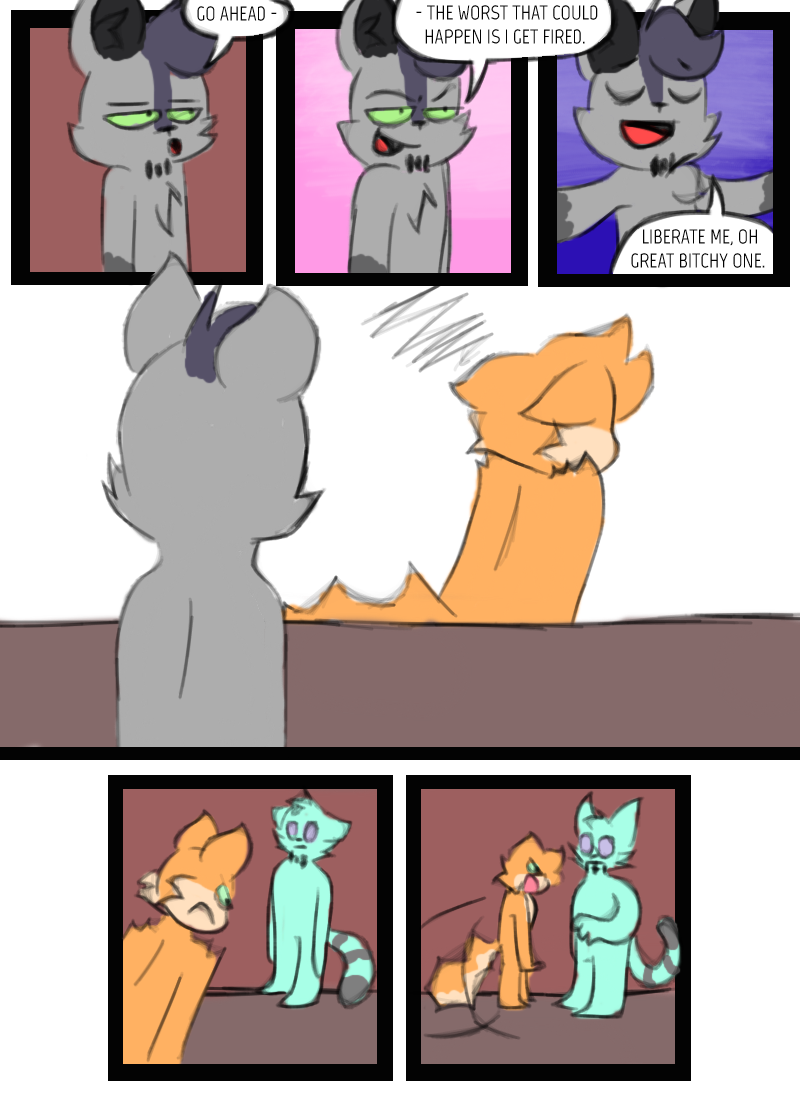 GO AHEAD -
- THE WORST THAT COULD
HAPPEN IS I GET FIRED.
LIBERATE ME, OH
GREAT BITCHY ONE.